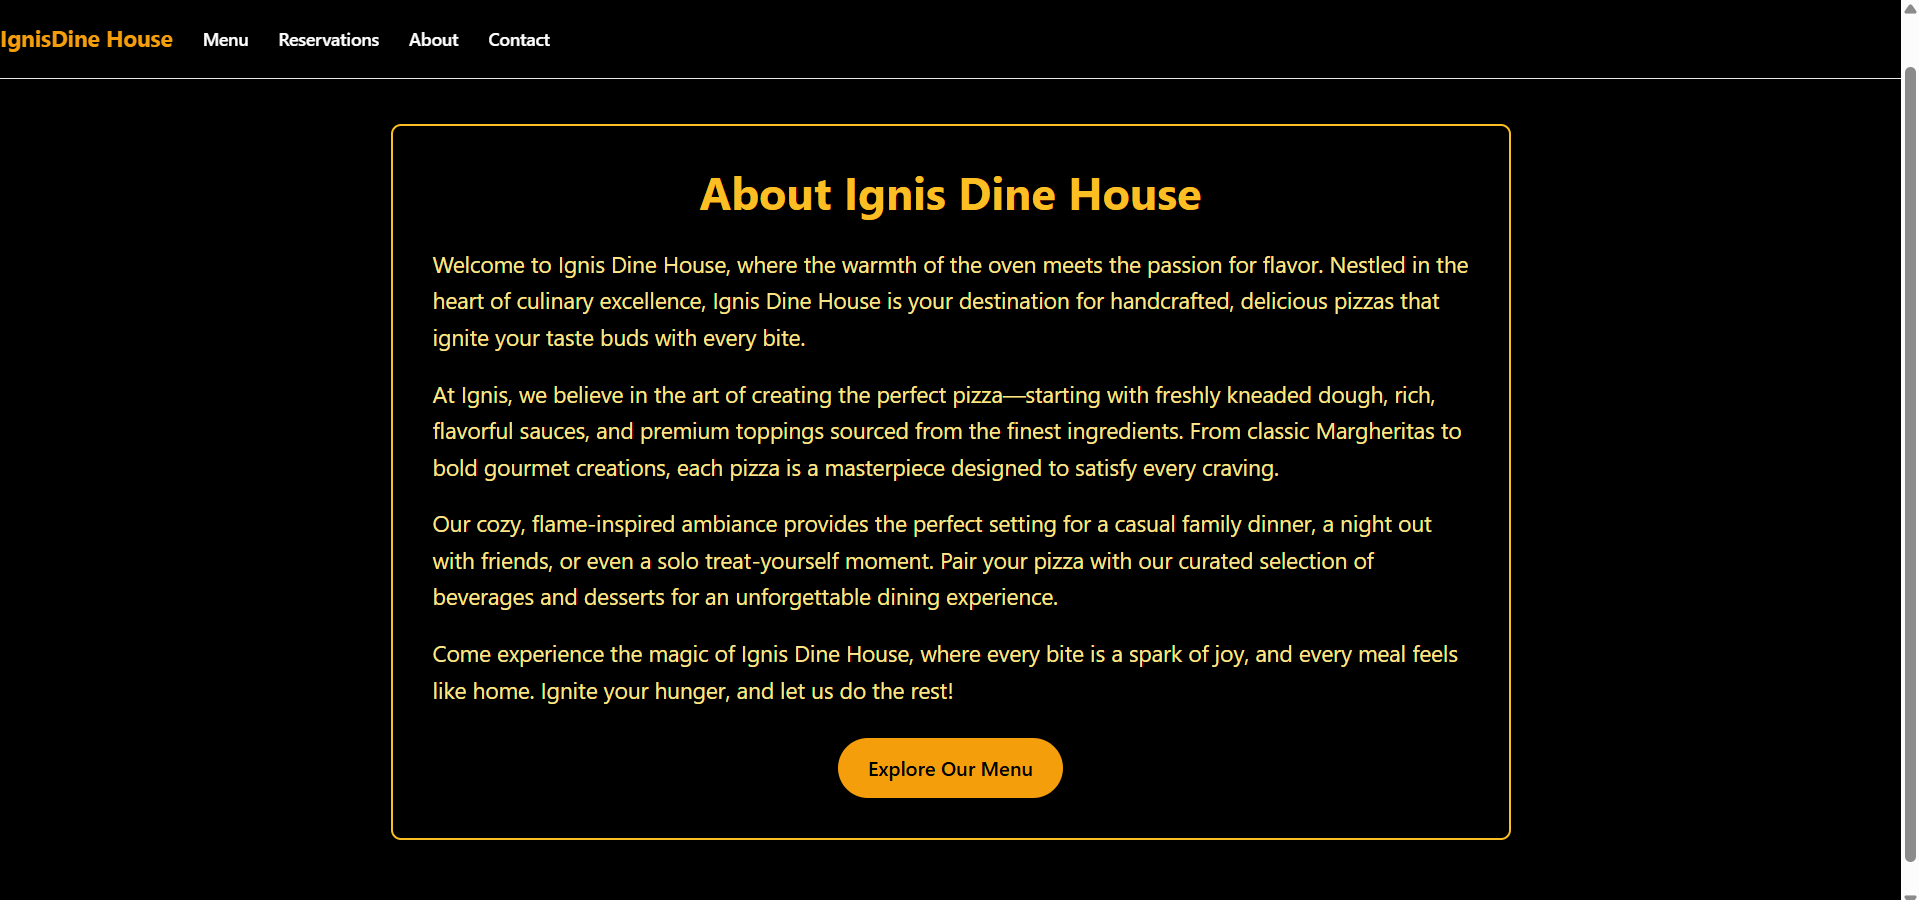 IgnisDine House Menu Reservations About Contact
About Ignis Dine House
Welcome to Ignis Dine House, where the warmth of the oven meets the passion for flavor. Nestled in the
heart of culinary excellence, Ignis Dine House is your destination for handcrafted, delicious pizzas that
ignite your taste buds with every bite.
At Ignis, we believe in the art of creating the perfect pizza—starting with freshly kneaded dough, rich,
flavorful sauces, and premium toppings sourced from the finest ingredients. From classic Margheritas to
bold gourmet creations, each pizza is a masterpiece designed to satisfy every craving.
Our cozy, flame-inspired ambiance provides the perfect setting for a casual family dinner, a night out
with friends, or even a solo treat-yourself moment. Pair your pizza with our curated selection of
beverages and desserts for an unforgettable dining experience.
Come experience the magic of Ignis Dine House, where every bite is a spark of joy, and every meal feels
like home. Ignite your hunger, and let us do the rest!
Explore Our Menu